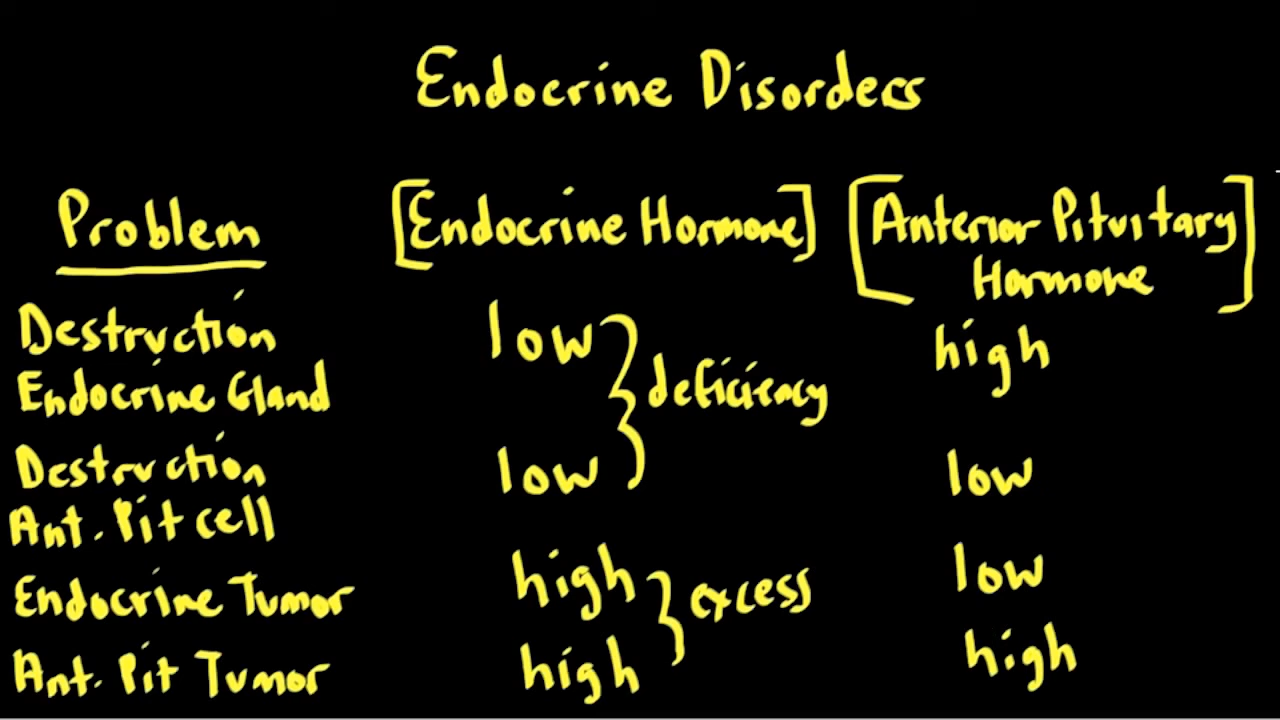 Endocrine Disorders
Problem [Endocrine Hormone] [Anterior Pituitary Hormone]
Destruction Endocrine Gland low high
deficiency
Destruction Ant. Pit cell low low
Endocrine Tumor high low
excess
Ant. Pit Tumor high high